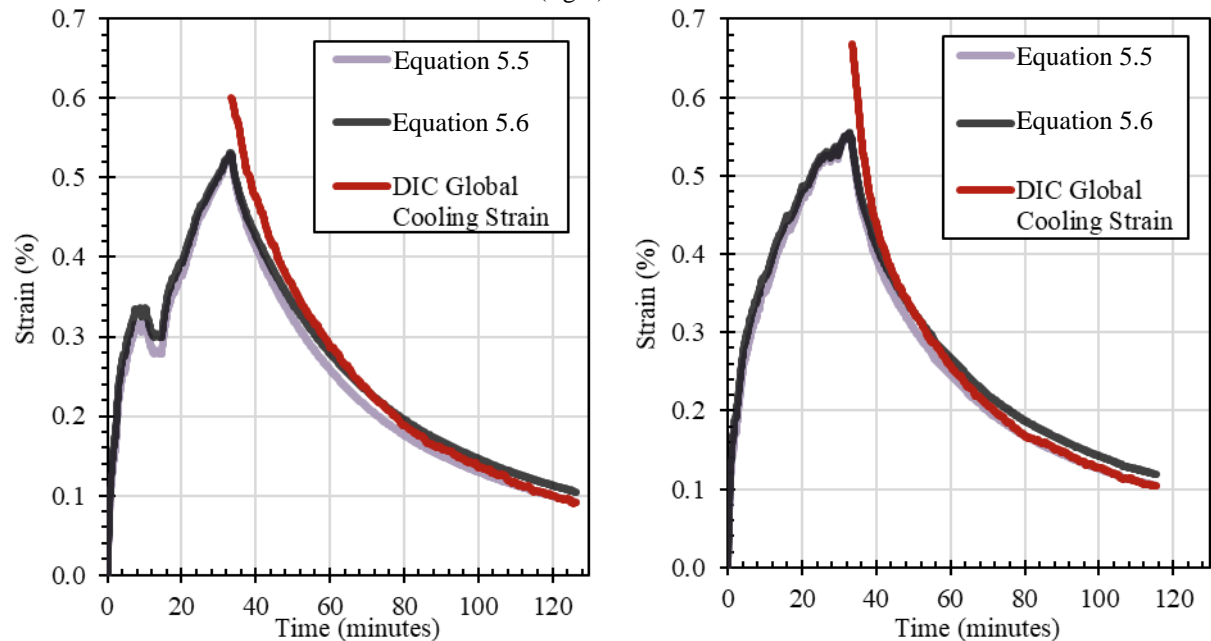 0.7
0.6
0.5
0.4
0.3
0.2
0.1
0.0
Strain (%)
0 20 40 60 80 100 120
Time (minutes)
Equation 5.5
Equation 5.6
DIC Global
Cooling Strain
0.7
0.6
0.5
0.4
0.3
0.2
0.1
0.0
Strain (%)
0 20 40 60 80 100 120
Time (minutes)
Equation 5.5
Equation 5.6
DIC Global
Cooling Strain